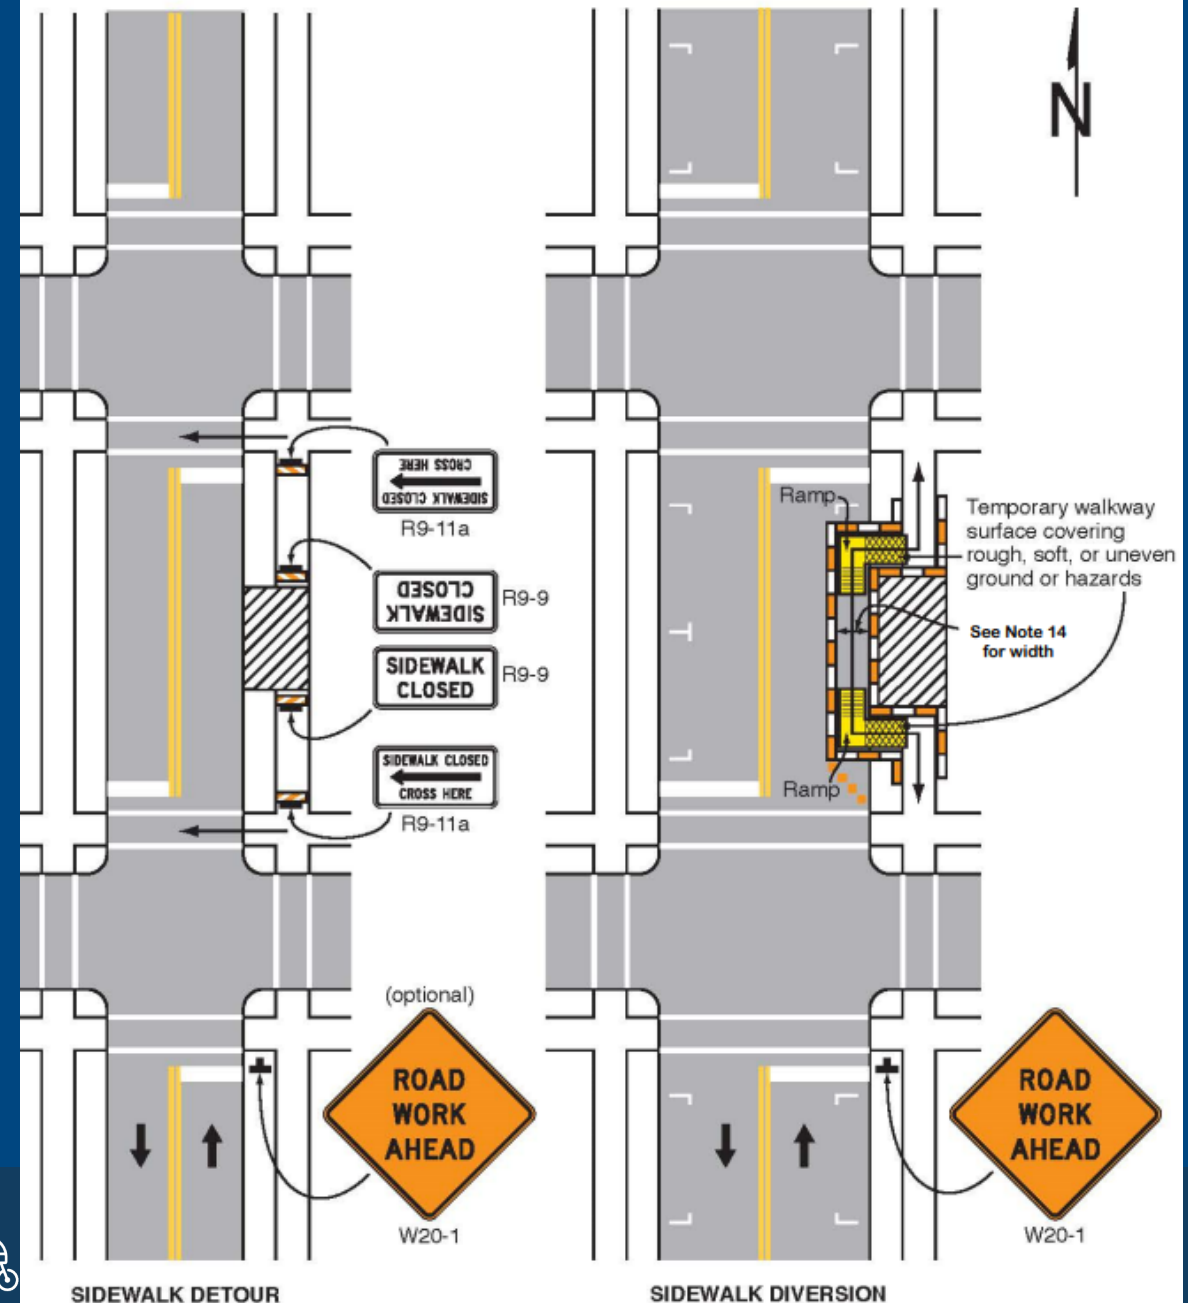 N
CROSS HERE
SIDEWALK CLOSED
R9-11a
SIDEWALK
CLOSED
R9-9
SIDEWALK
CLOSED
R9-9
SIDEWALK CLOSED
CROSS HERE
R9-11a
(optional)
ROAD
WORK
AHEAD
W20-1
SIDEWALK DETOUR
Ramp
Temporary walkway
surface covering
rough, soft, or uneven
ground or hazards
See Note 14
for width
Ramp
ROAD
WORK
AHEAD
W20-1
SIDEWALK DIVERSION